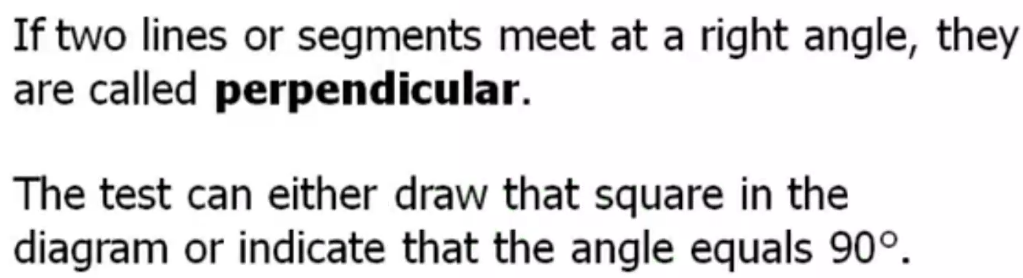 If two lines or segments meet at a right angle, they
are called perpendicular.
The test can either draw that square in the
diagram or indicate that the angle equals 90°.